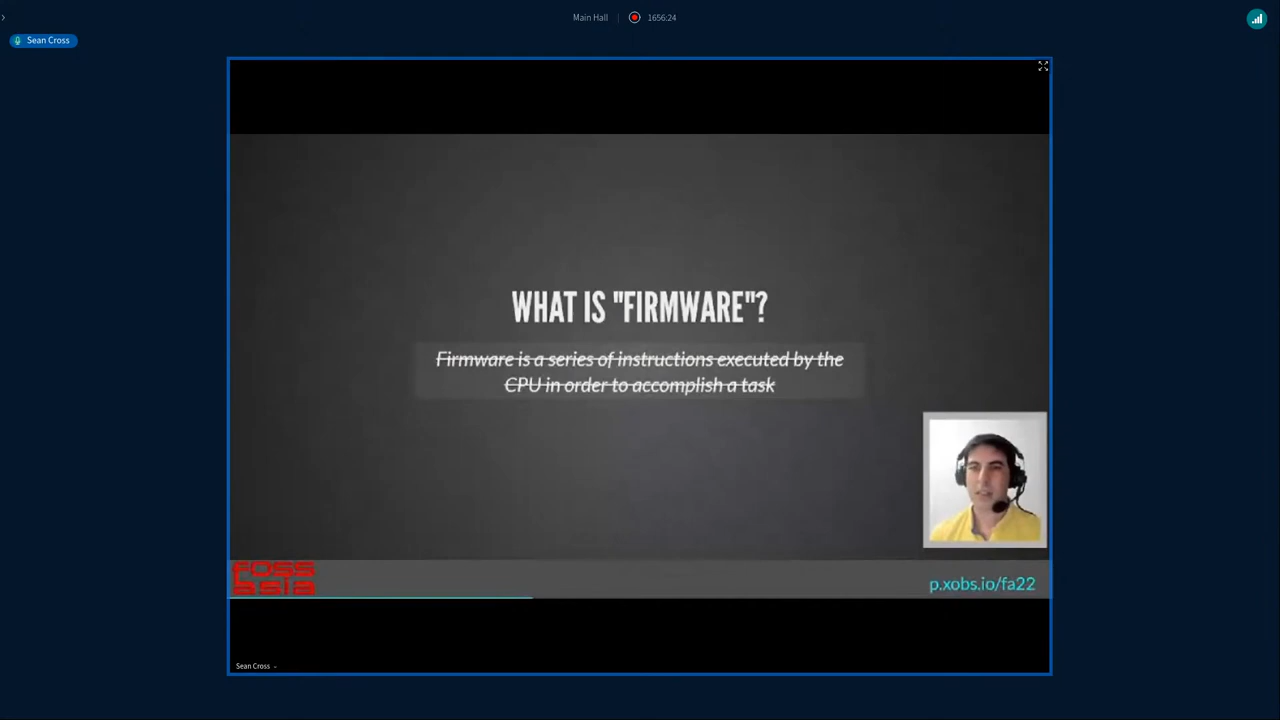 Main Hall
1656:24
Sean Cross
WHAT IS "FIRMWARE"?
Firmware is a series of instructions executed by the
CPU in order to accomplish a task
FOSS
asia
p.xobs.io/fa22
Sean Cross